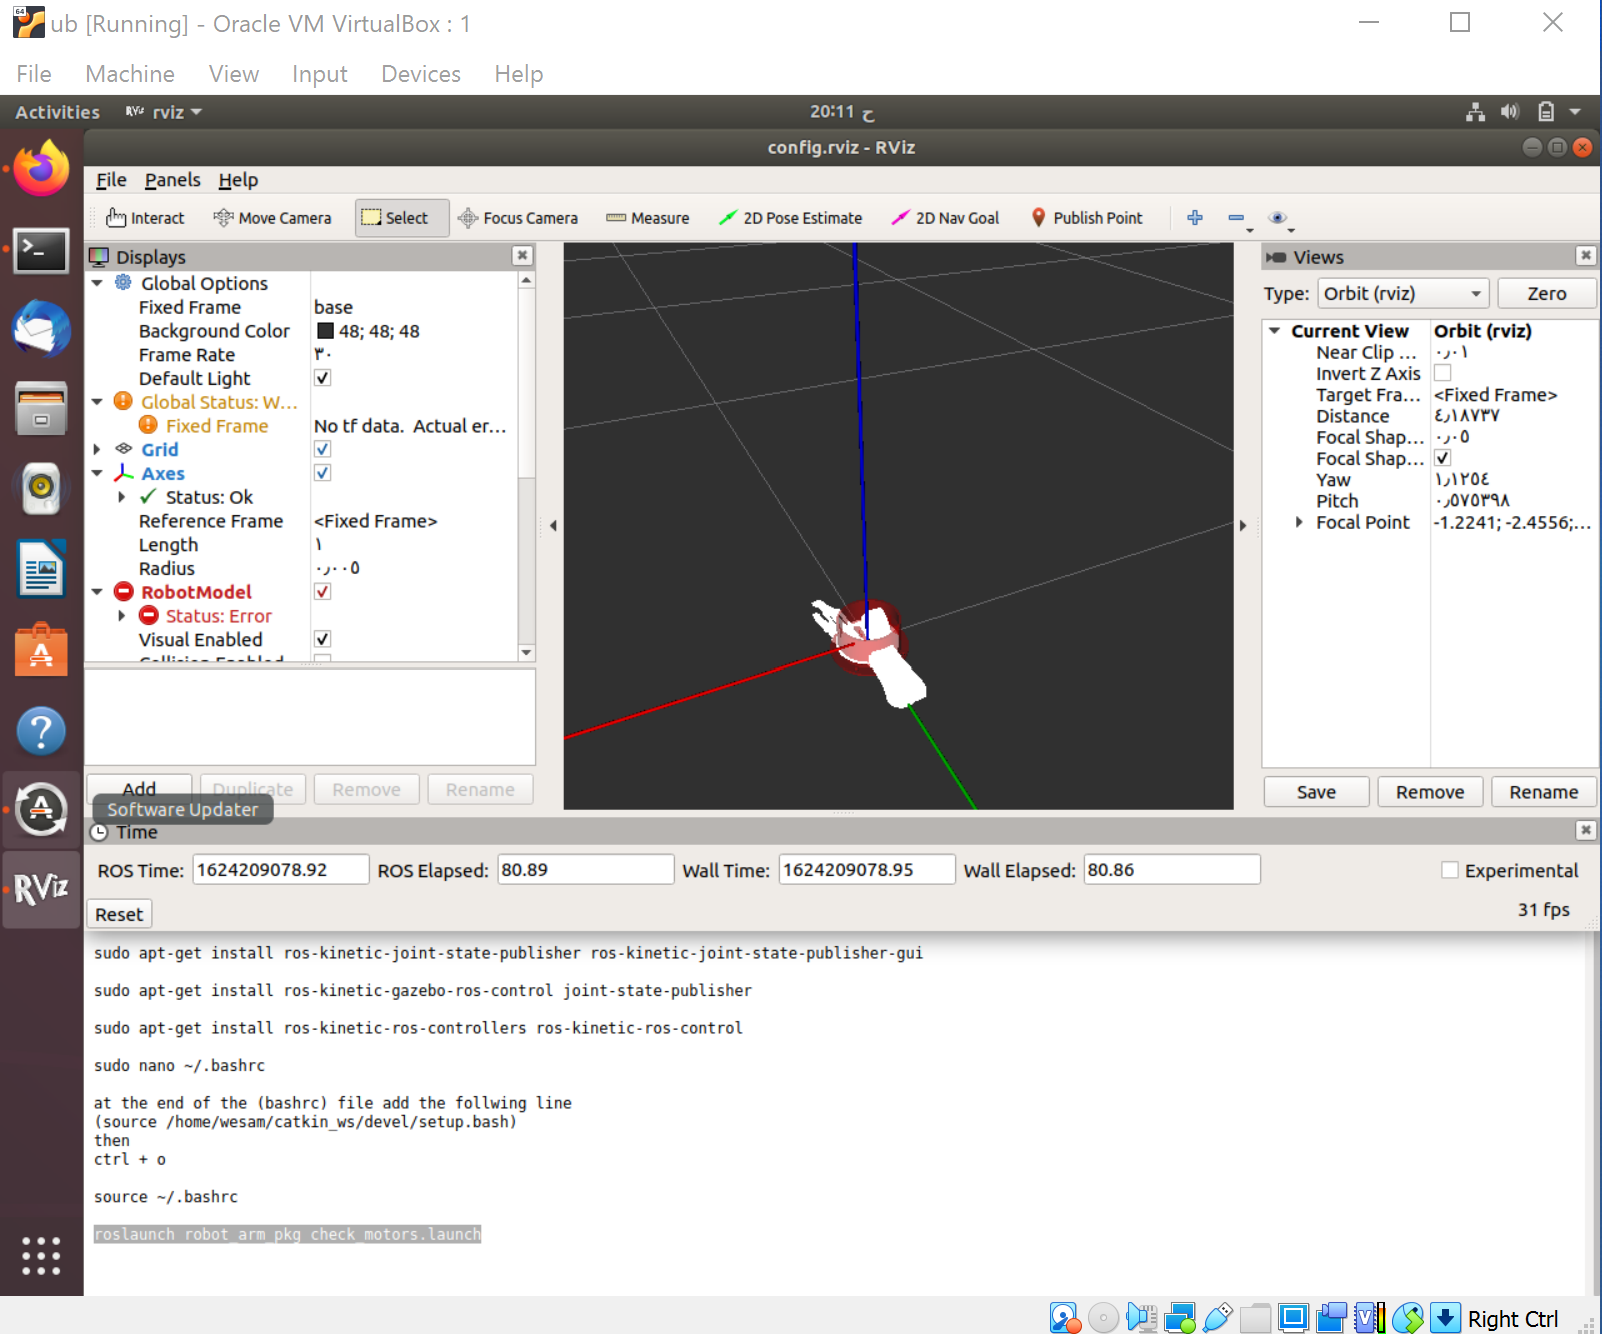 ub [Running] - Oracle VM VirtualBox : 1
File Machine View Input Devices Help
Activities RViz rviz 20:11 ح
config.rviz - RViz
File Panels Help
Interact Move Camera Select Focus Camera Measure 2D Pose Estimate 2D Nav Goal Publish Point
Displays
Global Options
Fixed Frame base
Background Color 48; 48; 48
Frame Rate ٣٠
Default Light
Global Status: W...
Fixed Frame No tf data. Actual er...
Grid
Axes
Status: Ok
Reference Frame <Fixed Frame>
Length ١
Radius ٠٫٠٠٥
RobotModel
Status: Error
Visual Enabled
Collision Enabled
Add Duplicate Remove Rename
Software Updater
Views
Type: Orbit (rviz) Zero
Current View Orbit (rviz)
Near Clip ... ٠٫٠١
Invert Z Axis
Target Fra... <Fixed Frame>
Distance ٤٫١٨٧٣٧
Focal Shap... ٠٫٠٥
Focal Shap...
Yaw ١٫١٢٥٤
Pitch ٠٫٥٧٥٣٩٨
Focal Point -1.2241; -2.4556;...
Save Remove Rename
Time
ROS Time: 1624209078.92 ROS Elapsed: 80.89 Wall Time: 1624209078.95 Wall Elapsed: 80.86 Experimental
Reset 31 fps
RViz
sudo apt-get install ros-kinetic-joint-state-publisher ros-kinetic-joint-state-publisher-gui
sudo apt-get install ros-kinetic-gazebo-ros-control joint-state-publisher
sudo apt-get install ros-kinetic-ros-controllers ros-kinetic-ros-control
sudo nano ~/.bashrc
at the end of the (bashrc) file add the follwing line
(source /home/wesam/catkin_ws/devel/setup.bash)
then
ctrl + o
source ~/.bashrc
roslaunch robot_arm_pkg check_motors.launch
Right Ctrl